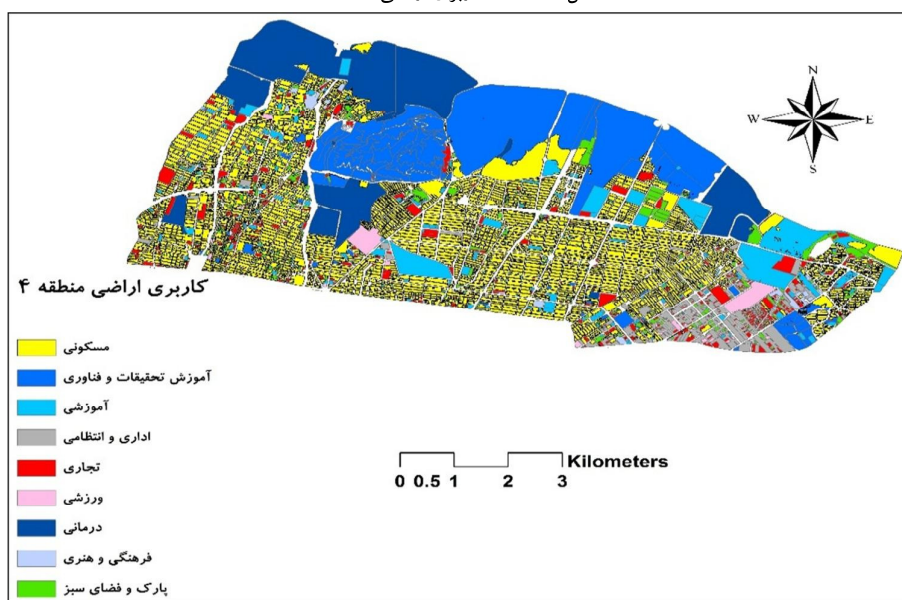 N
W E
S
کاربری اراضی منطقه ۴
مسکونی
آموزش تحقیقات و فناوری
آموزشی
اداری و انتظامی
تجاری
ورزشی
درمانی
فرهنگی و هنری
پارک و فضای سبز
Kilometers
0 0.5 1 2 3